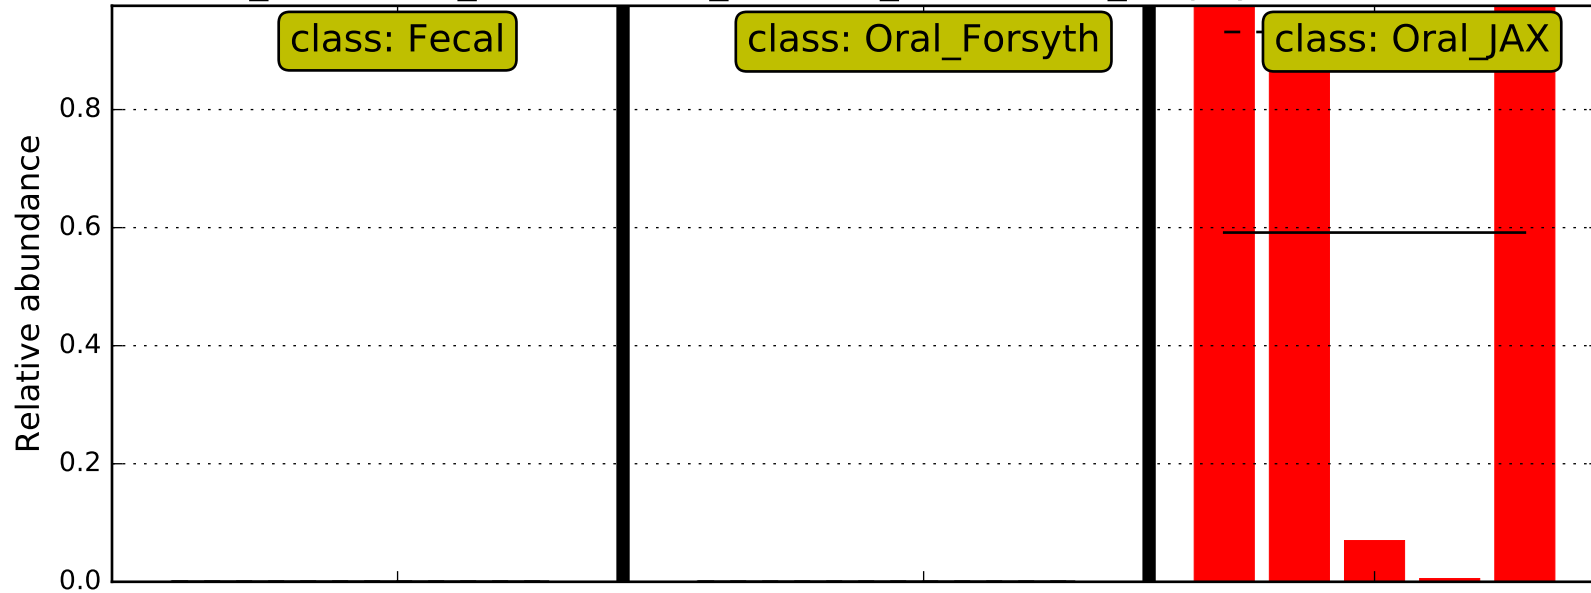 class: Fecal
class: Oral_Forsyth
class: Oral_JAX
Relative abundance
0.8
0.6
0.4
0.2
0.0